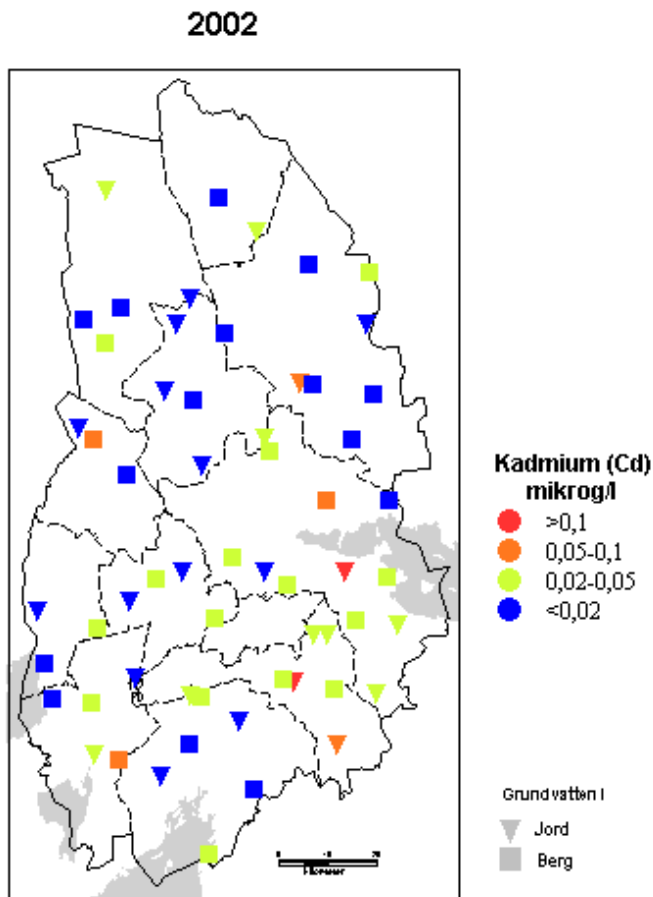 2002
Kadmium (Cd)
mikrog/l
>0,1
0,05-0,1
0,02-0,05
<0,02
Grundvatten i
Jord
Berg